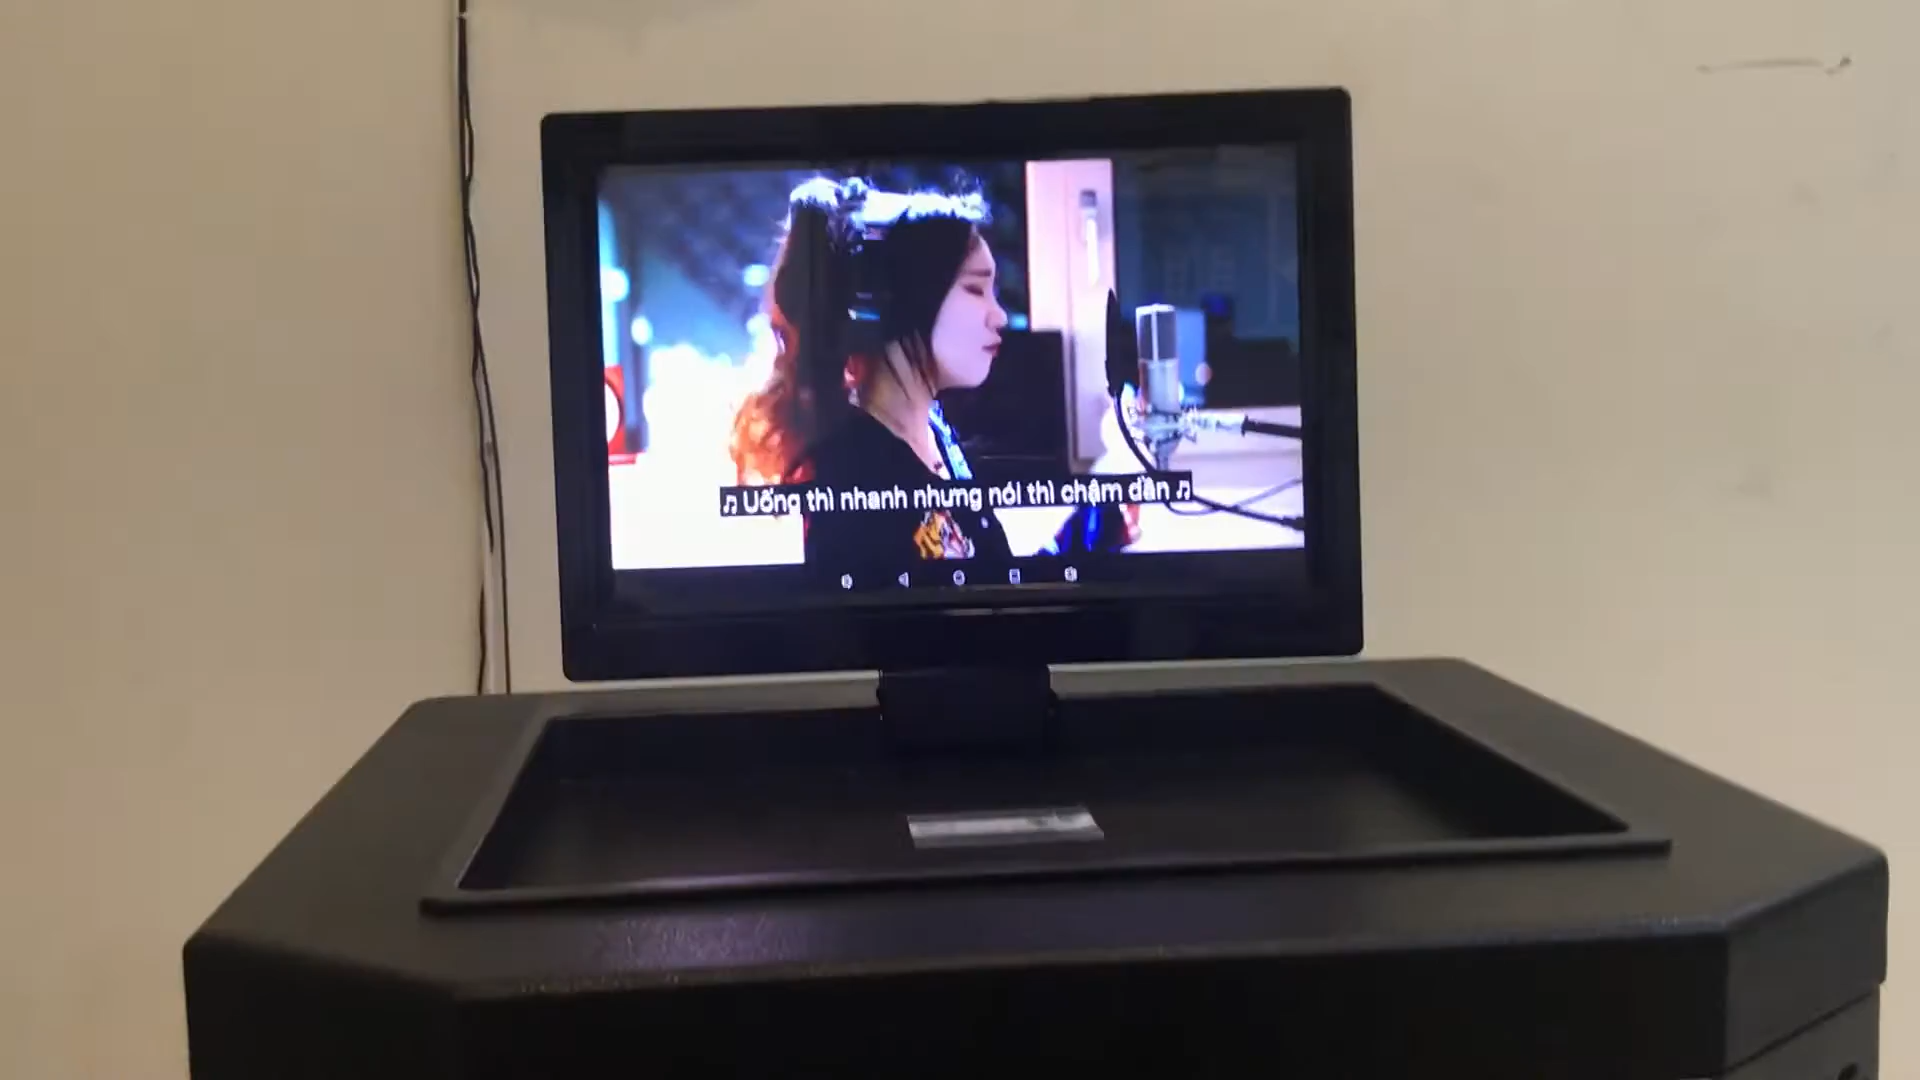 ♫ Uống thì nhanh nhưng nói thì chậm dần ♫